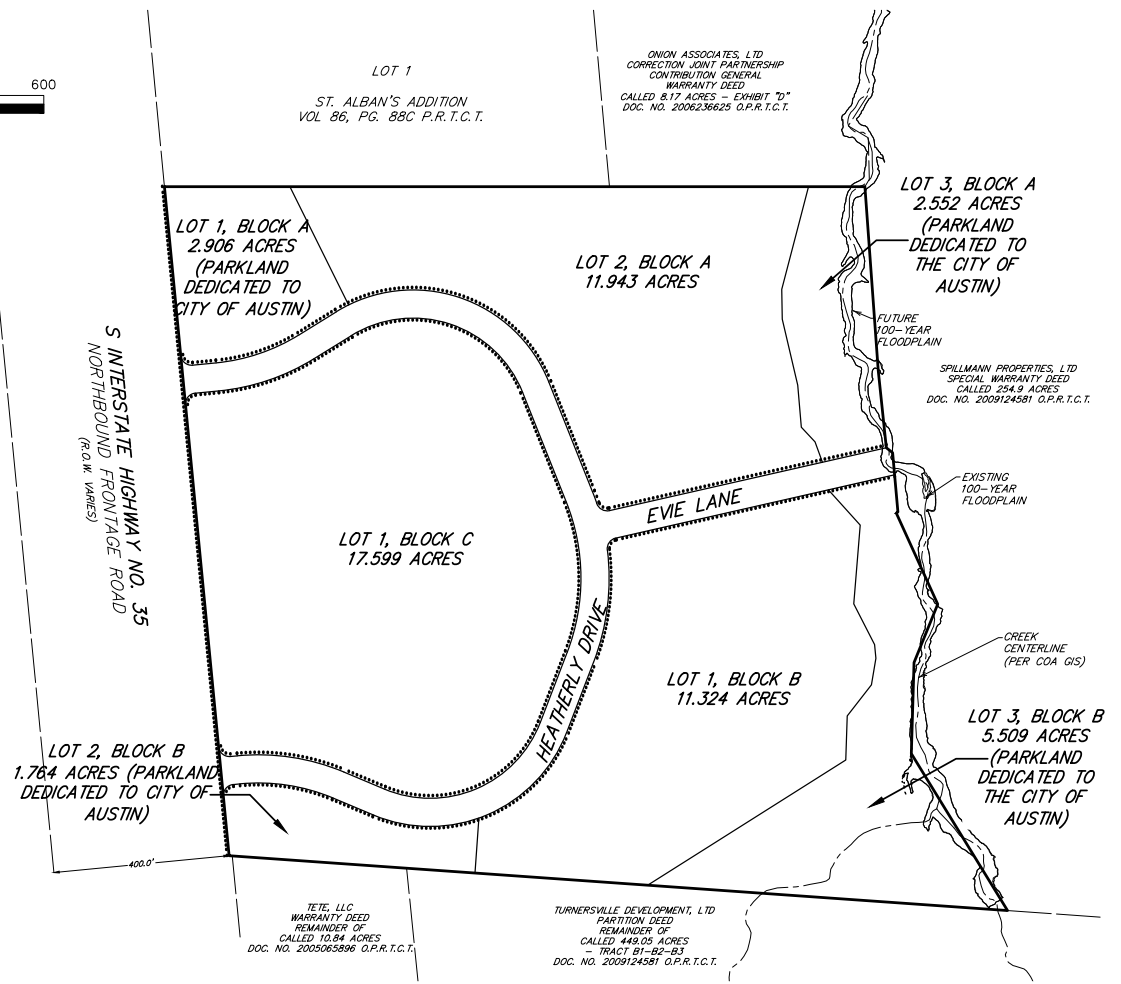 600
LOT 1
ST. ALBAN'S ADDITION
VOL 86, PG. 88C P.R.T.C.T.
ONION ASSOCIATES, LTD
CORRECTION JOINT PARTNERSHIP
CONTRIBUTION GENERAL
WARRANTY DEED
CALLED 8.17 ACRES – EXHIBIT "D"
DOC. NO. 2006236625 O.P.R.T.C.T.
LOT 1, BLOCK A
2.906 ACRES
(PARKLAND
DEDICATED TO
CITY OF AUSTIN)
LOT 2, BLOCK A
11.943 ACRES
LOT 3, BLOCK A
2.552 ACRES
(PARKLAND
DEDICATED TO
THE CITY OF
AUSTIN)
FUTURE
100-YEAR
FLOODPLAIN
SPILLMANN PROPERTIES, LTD
SPECIAL WARRANTY DEED
CALLED 254.9 ACRES
DOC. NO. 2009124581 O.P.R.T.C.T.
S INTERSTATE HIGHWAY NO. 35
NORTHBOUND FRONTAGE ROAD
(R.O.W. VARIES)
EVIE LANE
EXISTING
100-YEAR
FLOODPLAIN
LOT 1, BLOCK C
17.599 ACRES
HEATHERLY DRIVE
CREEK
CENTERLINE
(PER COA GIS)
LOT 1, BLOCK B
11.324 ACRES
LOT 2, BLOCK B
1.764 ACRES (PARKLAND
DEDICATED TO CITY OF
AUSTIN)
LOT 3, BLOCK B
5.509 ACRES
(PARKLAND
DEDICATED TO
THE CITY OF
AUSTIN)
400.0'
TETE, LLC
WARRANTY DEED
REMAINDER OF
CALLED 10.84 ACRES
DOC. NO. 2005065896 O.P.R.T.C.T.
TURNERSVILLE DEVELOPMENT, LTD
PARTITION DEED
REMAINDER OF
CALLED 449.05 ACRES
– TRACT B1-B2-B3
DOC. NO. 2009124581 O.P.R.T.C.T.